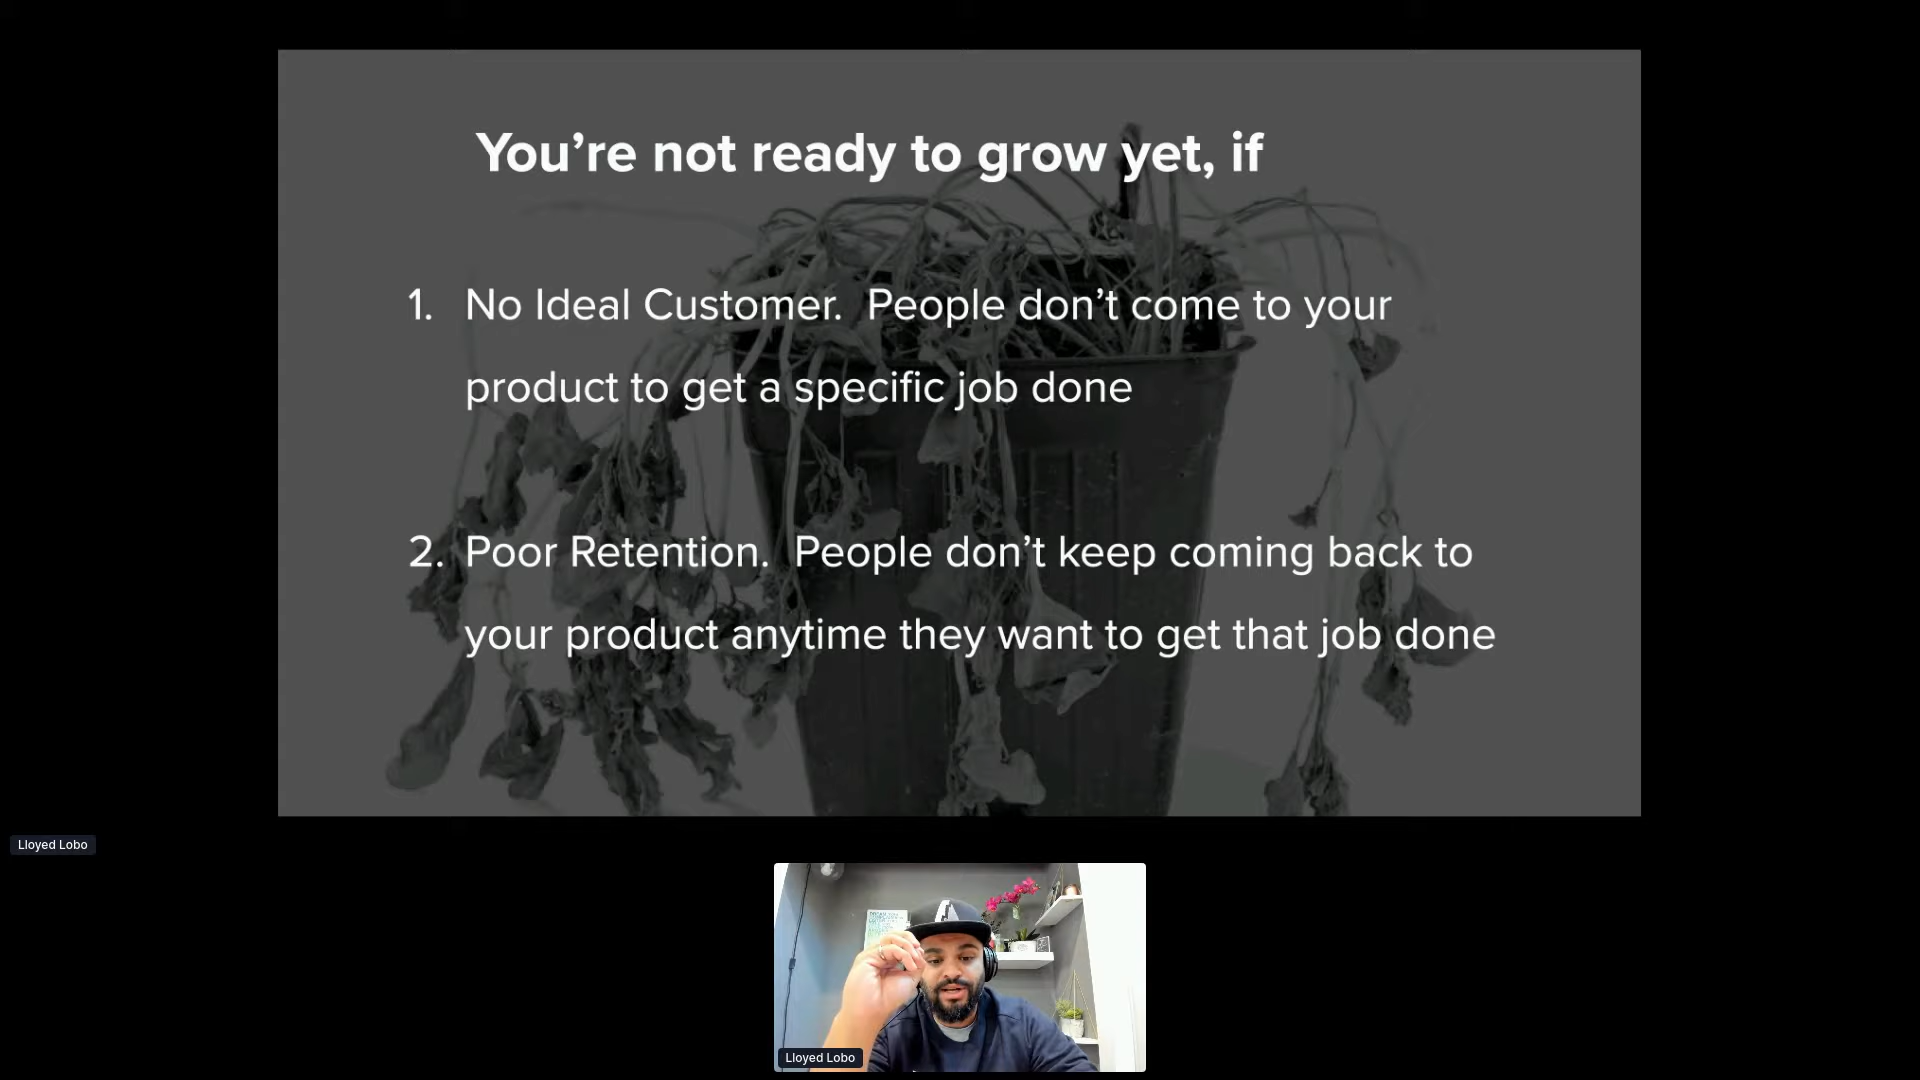 You’re not ready to grow yet, if
1. No Ideal Customer. People don’t come to your
product to get a specific job done
2. Poor Retention. People don’t keep coming back to
your product anytime they want to get that job done
Lloyed Lobo
Lloyed Lobo